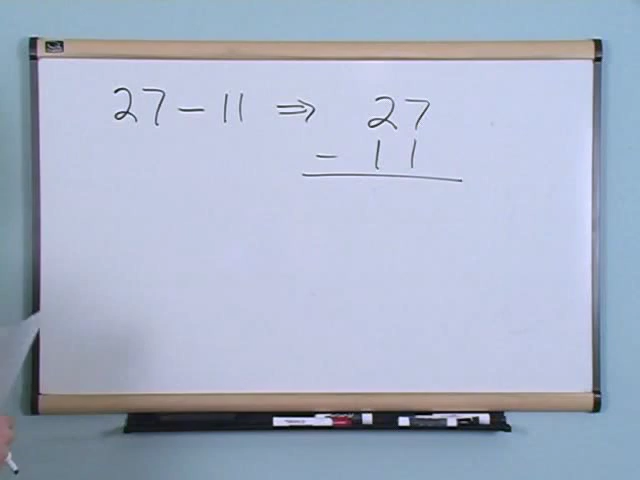 27 - 11 ⇒ 27
- 11